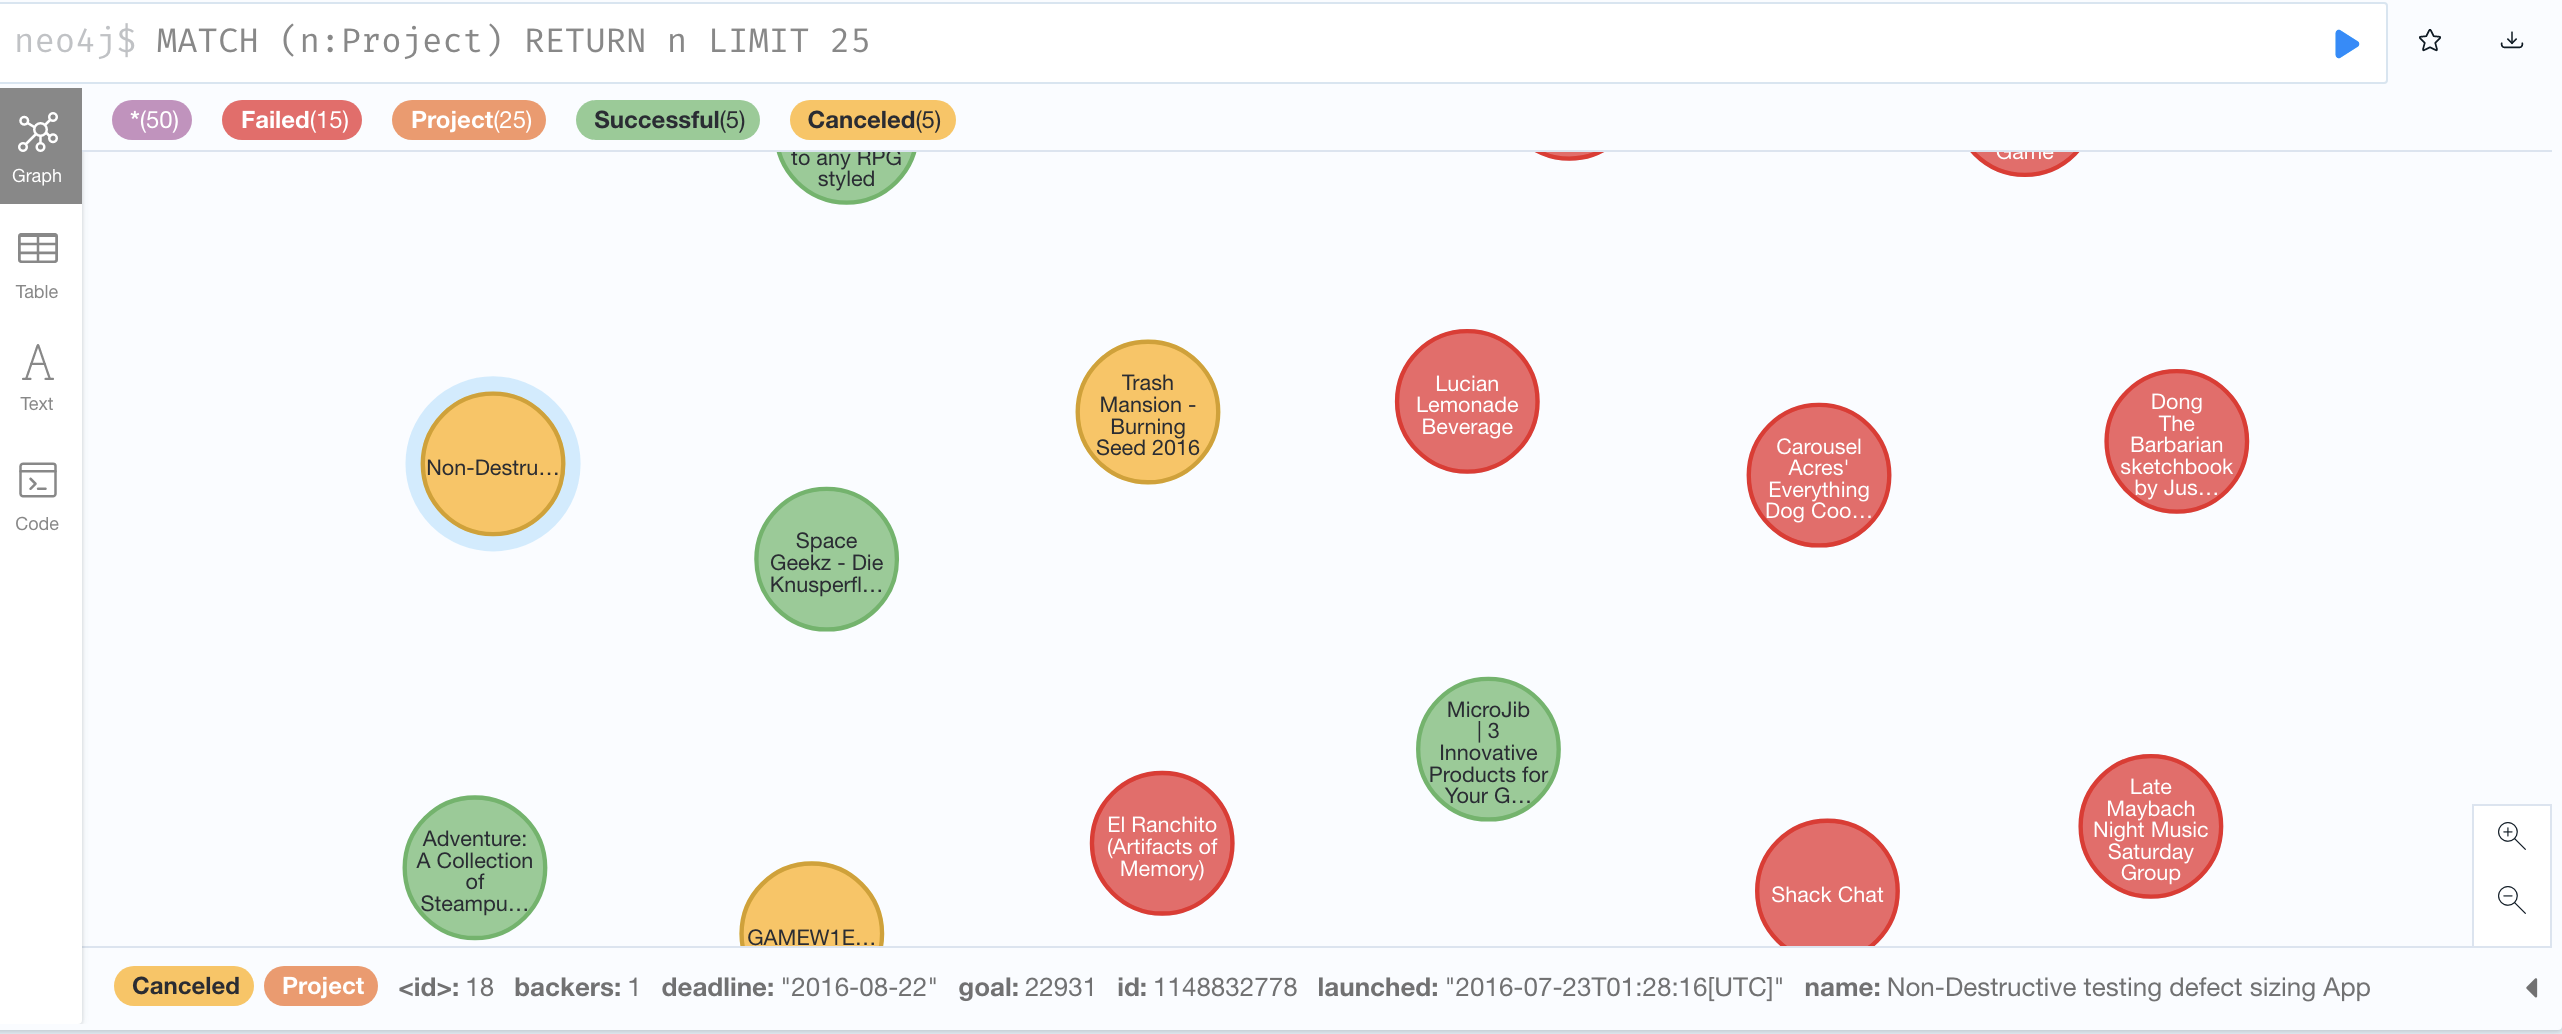 neo4j$ MATCH (n:Project) RETURN n LIMIT 25
*(50) Failed(15) Project(25) Successful(5) Canceled(5)
Graph
Table
Text
Code
to any RPG
styled
Game
Non-Destru...
Trash
Mansion -
Burning
Seed 2016
Lucian
Lemonade
Beverage
Carousel
Acres'
Everything
Dog Coo...
Dong
The
Barbarian
sketchbook
by Jus...
Space
Geekz - Die
Knusperfl...
MicroJib
| 3
Innovative
Products for
Your G...
Adventure:
A Collection
of
Steampu...
GAMEW1E...
El Ranchito
(Artifacts of
Memory)
Shack Chat
Late
Maybach
Night Music
Saturday
Group
Canceled Project <id>: 18 backers: 1 deadline: "2016-08-22" goal: 22931 id: 1148832778 launched: "2016-07-23T01:28:16[UTC]" name: Non-Destructive testing defect sizing App